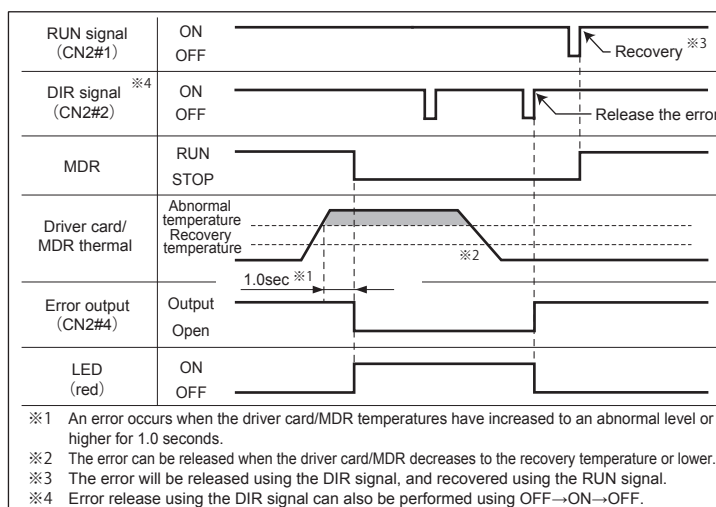 RUN signal
(CN2#1)
ON
OFF
Recovery ※3
DIR signal ※4
(CN2#2)
ON
OFF
Release the error
MDR
RUN
STOP
Driver card/
MDR thermal
Abnormal
temperature
Recovery
temperature
※2
1.0sec ※1
Error output
(CN2#4)
Output
Open
LED
(red)
ON
OFF
※1 An error occurs when the driver card/MDR temperatures have increased to an abnormal level or
higher for 1.0 seconds.
※2 The error can be released when the driver card/MDR decreases to the recovery temperature or lower.
※3 The error will be released using the DIR signal, and recovered using the RUN signal.
※4 Error release using the DIR signal can also be performed using OFF→ON→OFF.